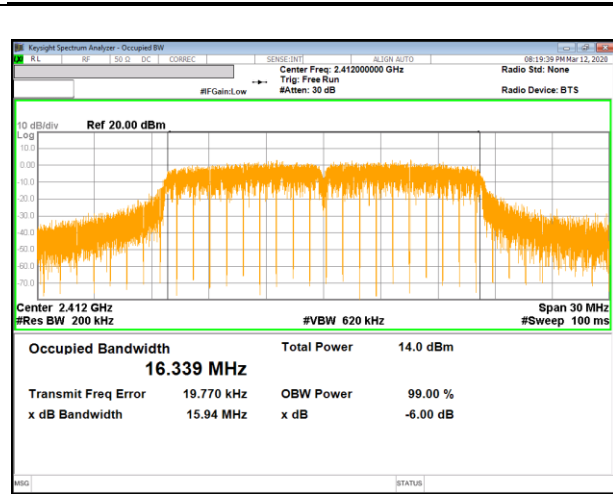 Keysight Spectrum Analyzer - Occupied BW
RL RF 50 Ω DC CORREC SENSE:INT ALIGN AUTO 08:19:39 PM Mar 12, 2020
Center Freq: 2.412000000 GHz Radio Std: None
Trig: Free Run
#IFGain:Low #Atten: 30 dB Radio Device: BTS
10 dB/div Ref 20.00 dBm
Log
10.0
0.00
-10.0
-20.0
-30.0
-40.0
-50.0
-60.0
-70.0
Center 2.412 GHz Span 30 MHz
#Res BW 200 kHz #VBW 620 kHz #Sweep 100 ms
Occupied Bandwidth Total Power 14.0 dBm
16.339 MHz
Transmit Freq Error 19.770 kHz OBW Power 99.00 %
x dB Bandwidth 15.94 MHz x dB -6.00 dB
MSG STATUS